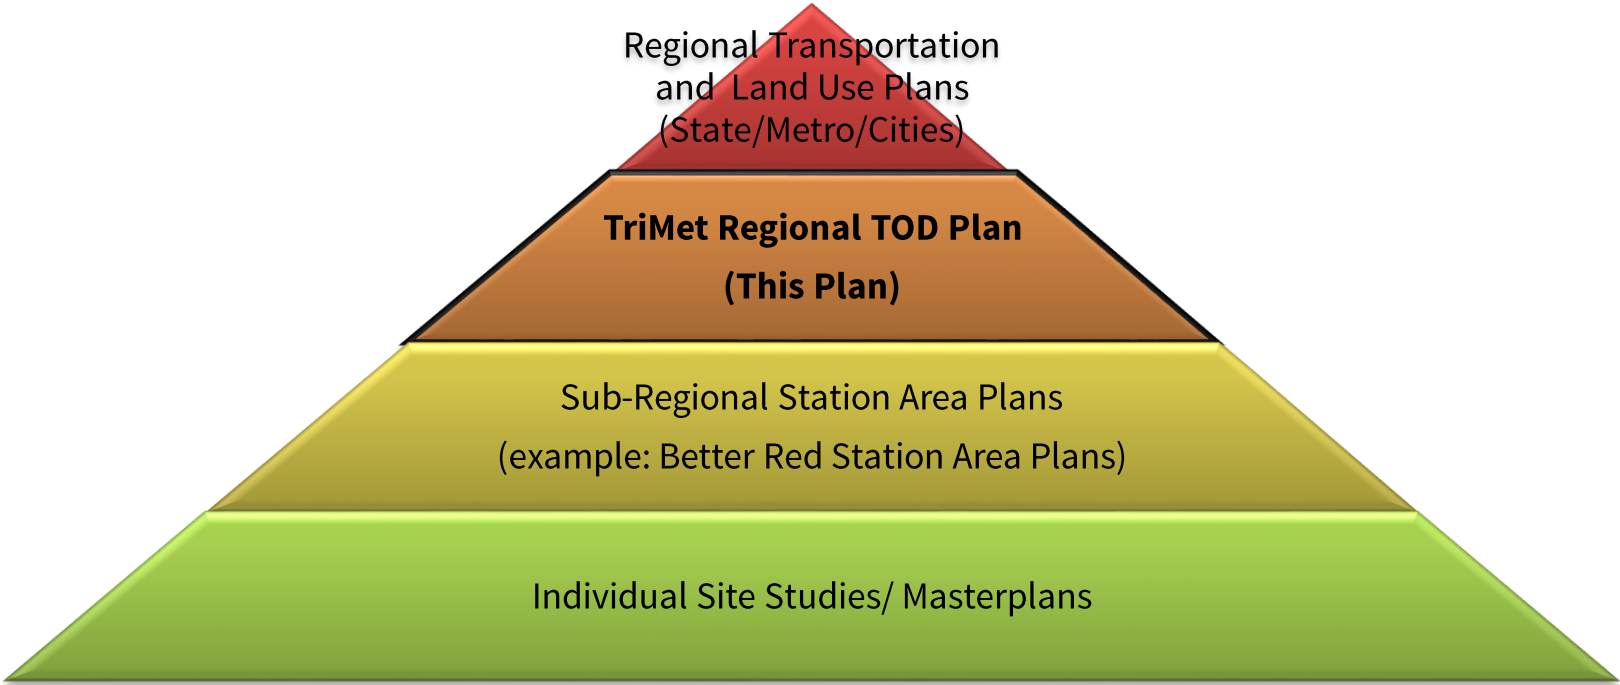 Regional Transportation
and Land Use Plans
(State/Metro/Cities)
TriMet Regional TOD Plan
(This Plan)
Sub-Regional Station Area Plans
(example: Better Red Station Area Plans)
Individual Site Studies/ Masterplans